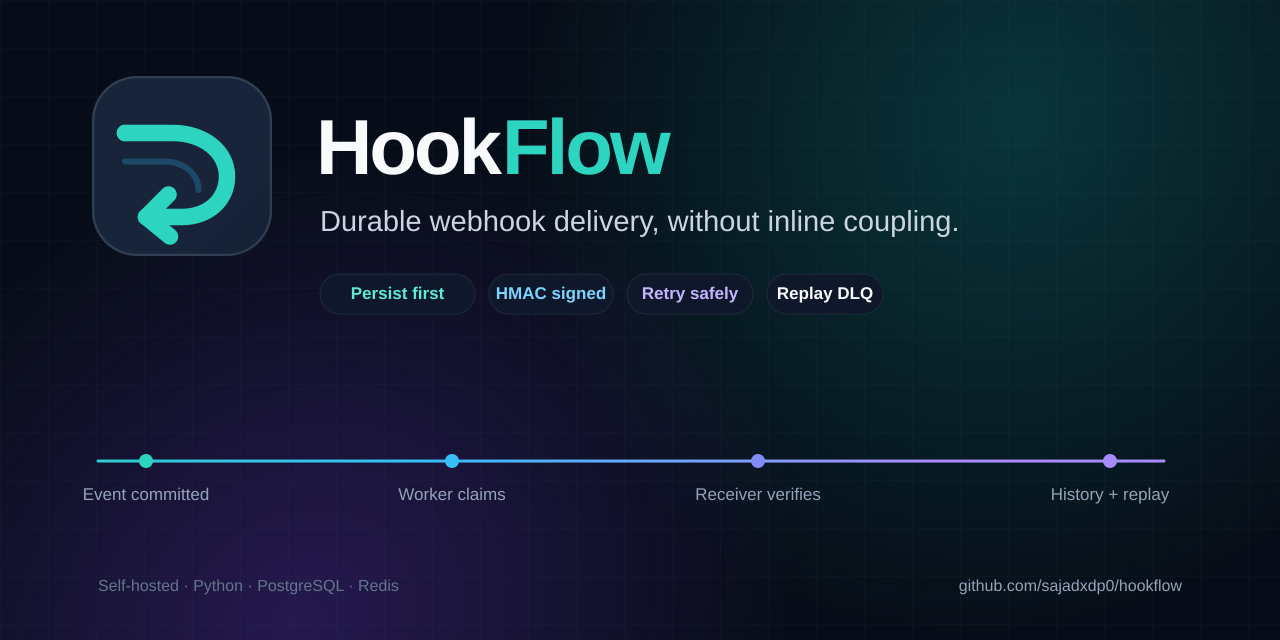 HookFlow
Durable webhook delivery, without inline coupling.
Persist first HMAC signed Retry safely Replay DLQ
Event committed Worker claims Receiver verifies History + replay
Self-hosted · Python · PostgreSQL · Redis github.com/sajadxdp0/hookflow